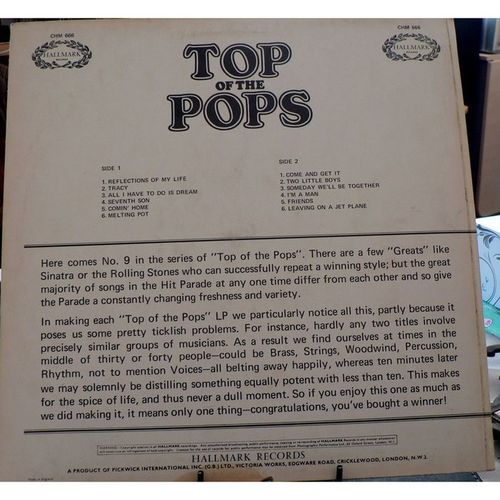 CHM 666
CHM 666
HALLMARK
RECORDS
HALLMARK
RECORDS
TOP
OF THE
POPS
SIDE 1
1. REFLECTIONS OF MY LIFE
2. TRACY
3. ALL I HAVE TO DO IS DREAM
4. SEVENTH SON
5. COMIN' HOME
6. MELTING POT
SIDE 2
1. COME AND GET IT
2. TWO LITTLE BOYS
3. SOMEDAY WE'LL BE TOGETHER
4. I'M A MAN
5. FRIENDS
6. LEAVING ON A JET PLANE
Here comes No. 9 in the series of "Top of the Pops". There are a few "Greats" like
Sinatra or the Rolling Stones who can successfully repeat a winning style; but the great
majority of songs in the Hit Parade at any one time differ from each other and so give
the Parade a constantly changing freshness and variety.
In making each "Top of the Pops" LP we particularly notice all this, partly because it
poses us some pretty ticklish problems. For instance, hardly any two titles involve
precisely similar groups of musicians. As a result we find ourselves at times in the
middle of thirty or forty people—could be Brass, Strings, Woodwind, Percussion,
Rhythm, not to mention Voices—all belting away happily, whereas ten minutes later
we may solemnly be distilling something equally potent with less than ten. This makes
for the spice of life, and thus never a dull moment. So if you enjoy this one as much as
we did making it, it means only one thing—congratulations, you've bought a winner!
HALLMARK RECORDS
A PRODUCT OF PICKWICK INTERNATIONAL INC. (G.B.) LTD., VICTORIA WORKS, EDGWARE ROAD, CRICKLEWOOD, LONDON, N.W.2